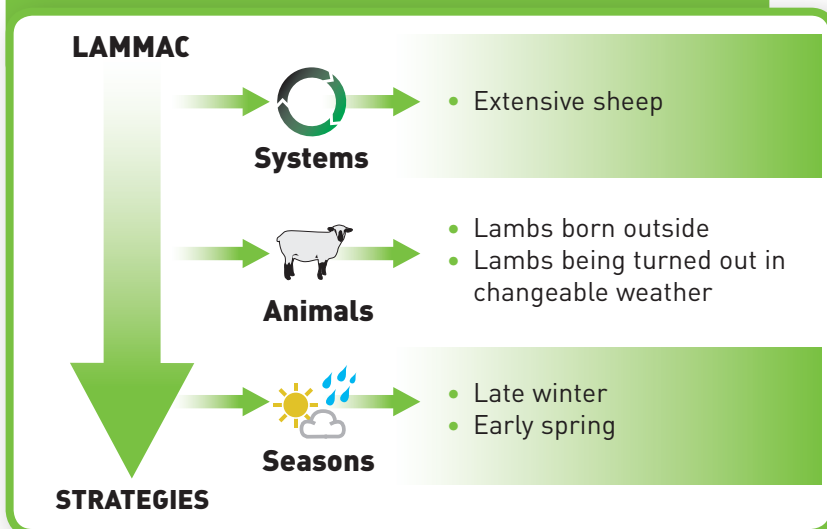 LAMMAC
Systems
• Extensive sheep
Animals
• Lambs born outside
• Lambs being turned out in
changeable weather
Seasons
• Late winter
• Early spring
STRATEGIES